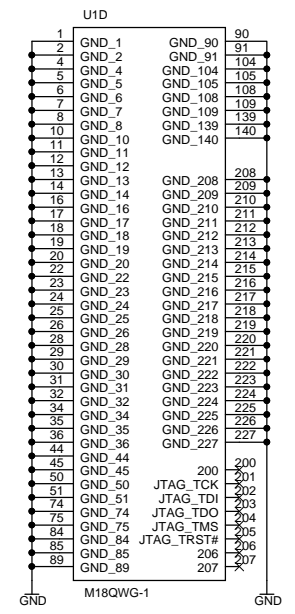 U1D
1 GND_1 GND_90 90
2 GND_2 GND_91 91
4 GND_4 GND_104 104
5 GND_5 GND_105 105
6 GND_6 GND_108 108
7 GND_7 GND_109 109
8 GND_8 GND_139 139
10 GND_10 GND_140 140
11 GND_11
12 GND_12
13 GND_13 GND_208 208
14 GND_14 GND_209 209
16 GND_16 GND_210 210
17 GND_17 GND_211 211
18 GND_18 GND_212 212
19 GND_19 GND_213 213
20 GND_20 GND_214 214
22 GND_22 GND_215 215
23 GND_23 GND_216 216
24 GND_24 GND_217 217
25 GND_25 GND_218 218
26 GND_26 GND_219 219
28 GND_28 GND_220 220
29 GND_29 GND_221 221
30 GND_30 GND_222 222
31 GND_31 GND_223 223
32 GND_32 GND_224 224
34 GND_34 GND_225 225
35 GND_35 GND_226 226
36 GND_36 GND_227 227
44 GND_44
45 GND_45 200 200
50 GND_50 JTAG_TCK 201
51 GND_51 JTAG_TDI 202
74 GND_74 JTAG_TDO 203
75 GND_75 JTAG_TMS 204
84 GND_84 JTAG_TRST# 205
85 GND_85 206 206
89 GND_89 207 207
M18QWG-1
GND GND